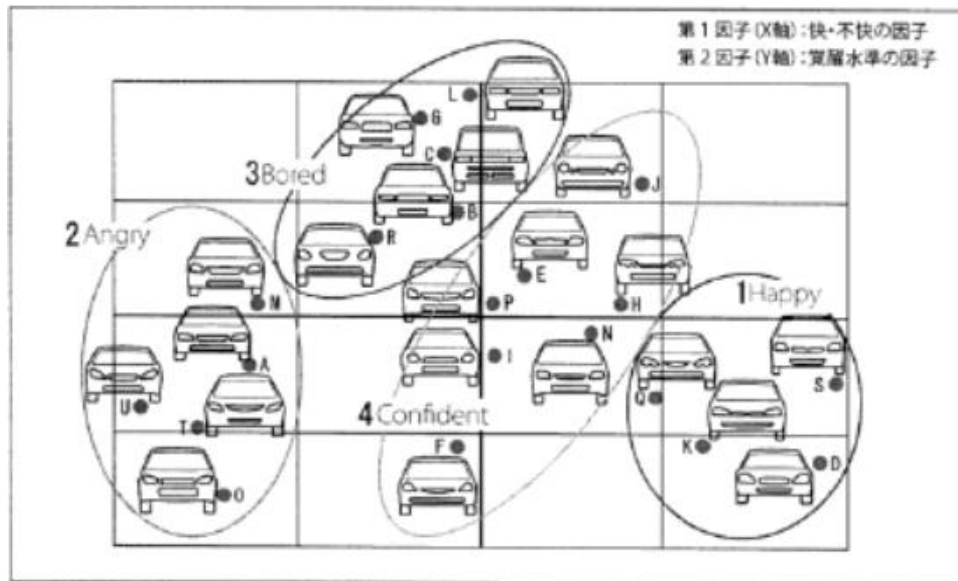 第1因子(X軸):快・不快の因子
第2因子(Y軸):覚醒水準の因子
L
G
C
3Bored
J
B
2Angry
R
E
M
P
H
1Happy
N
I
A
S
U
Q
T
4Confident
F
K
D
O